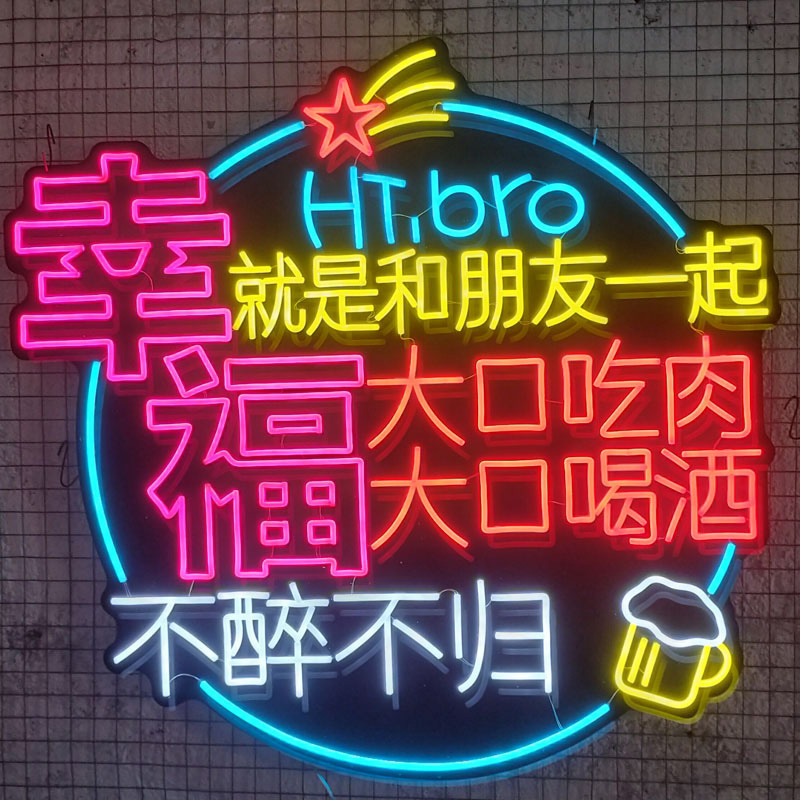 HT.bro
幸福
就是和朋友一起
大口吃肉
大口喝酒
不醉不归